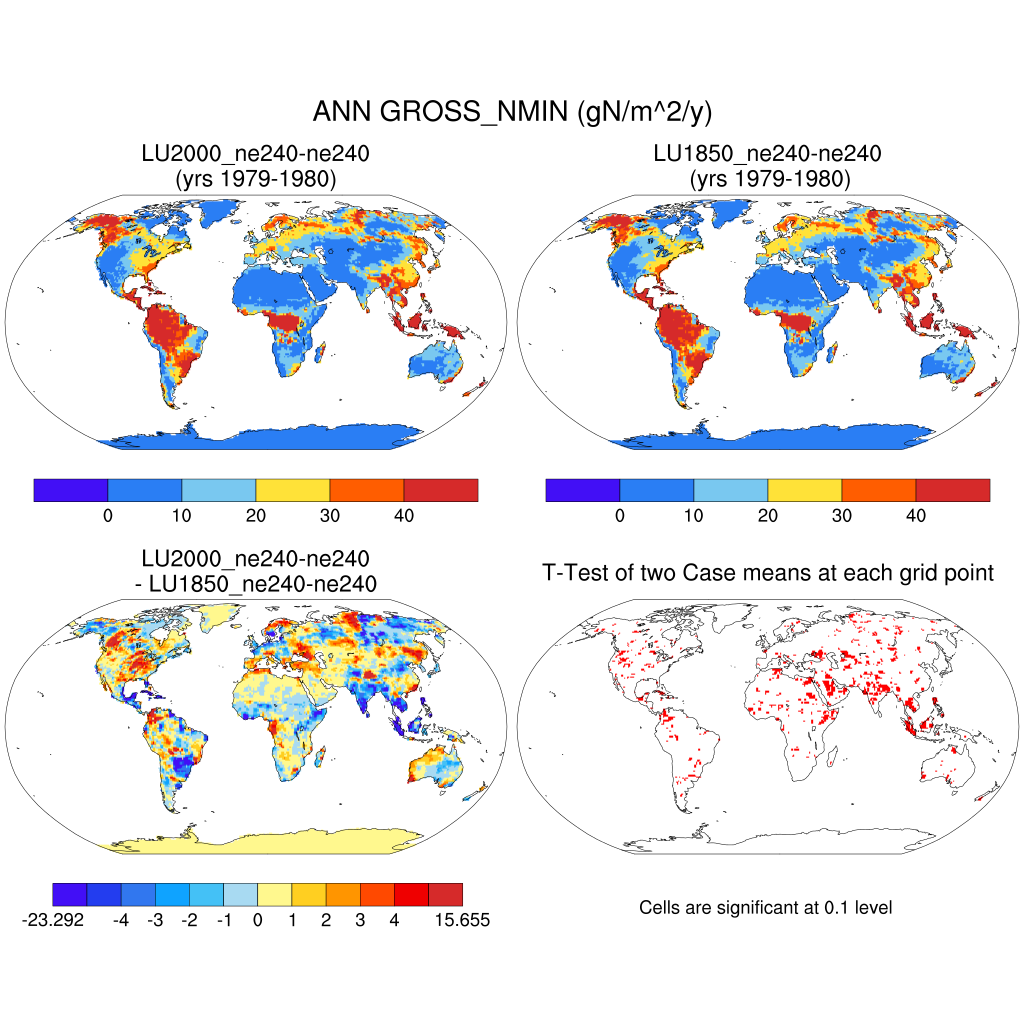 ANN GROSS_NMIN (gN/m^2/y)
LU2000_ne240-ne240
(yrs 1979-1980)
LU1850_ne240-ne240
(yrs 1979-1980)
0 10 20 30 40
0 10 20 30 40
LU2000_ne240-ne240
- LU1850_ne240-ne240
T-Test of two Case means at each grid point
-23.292 -4 -3 -2 -1 0 1 2 3 4 15.655
Cells are significant at 0.1 level